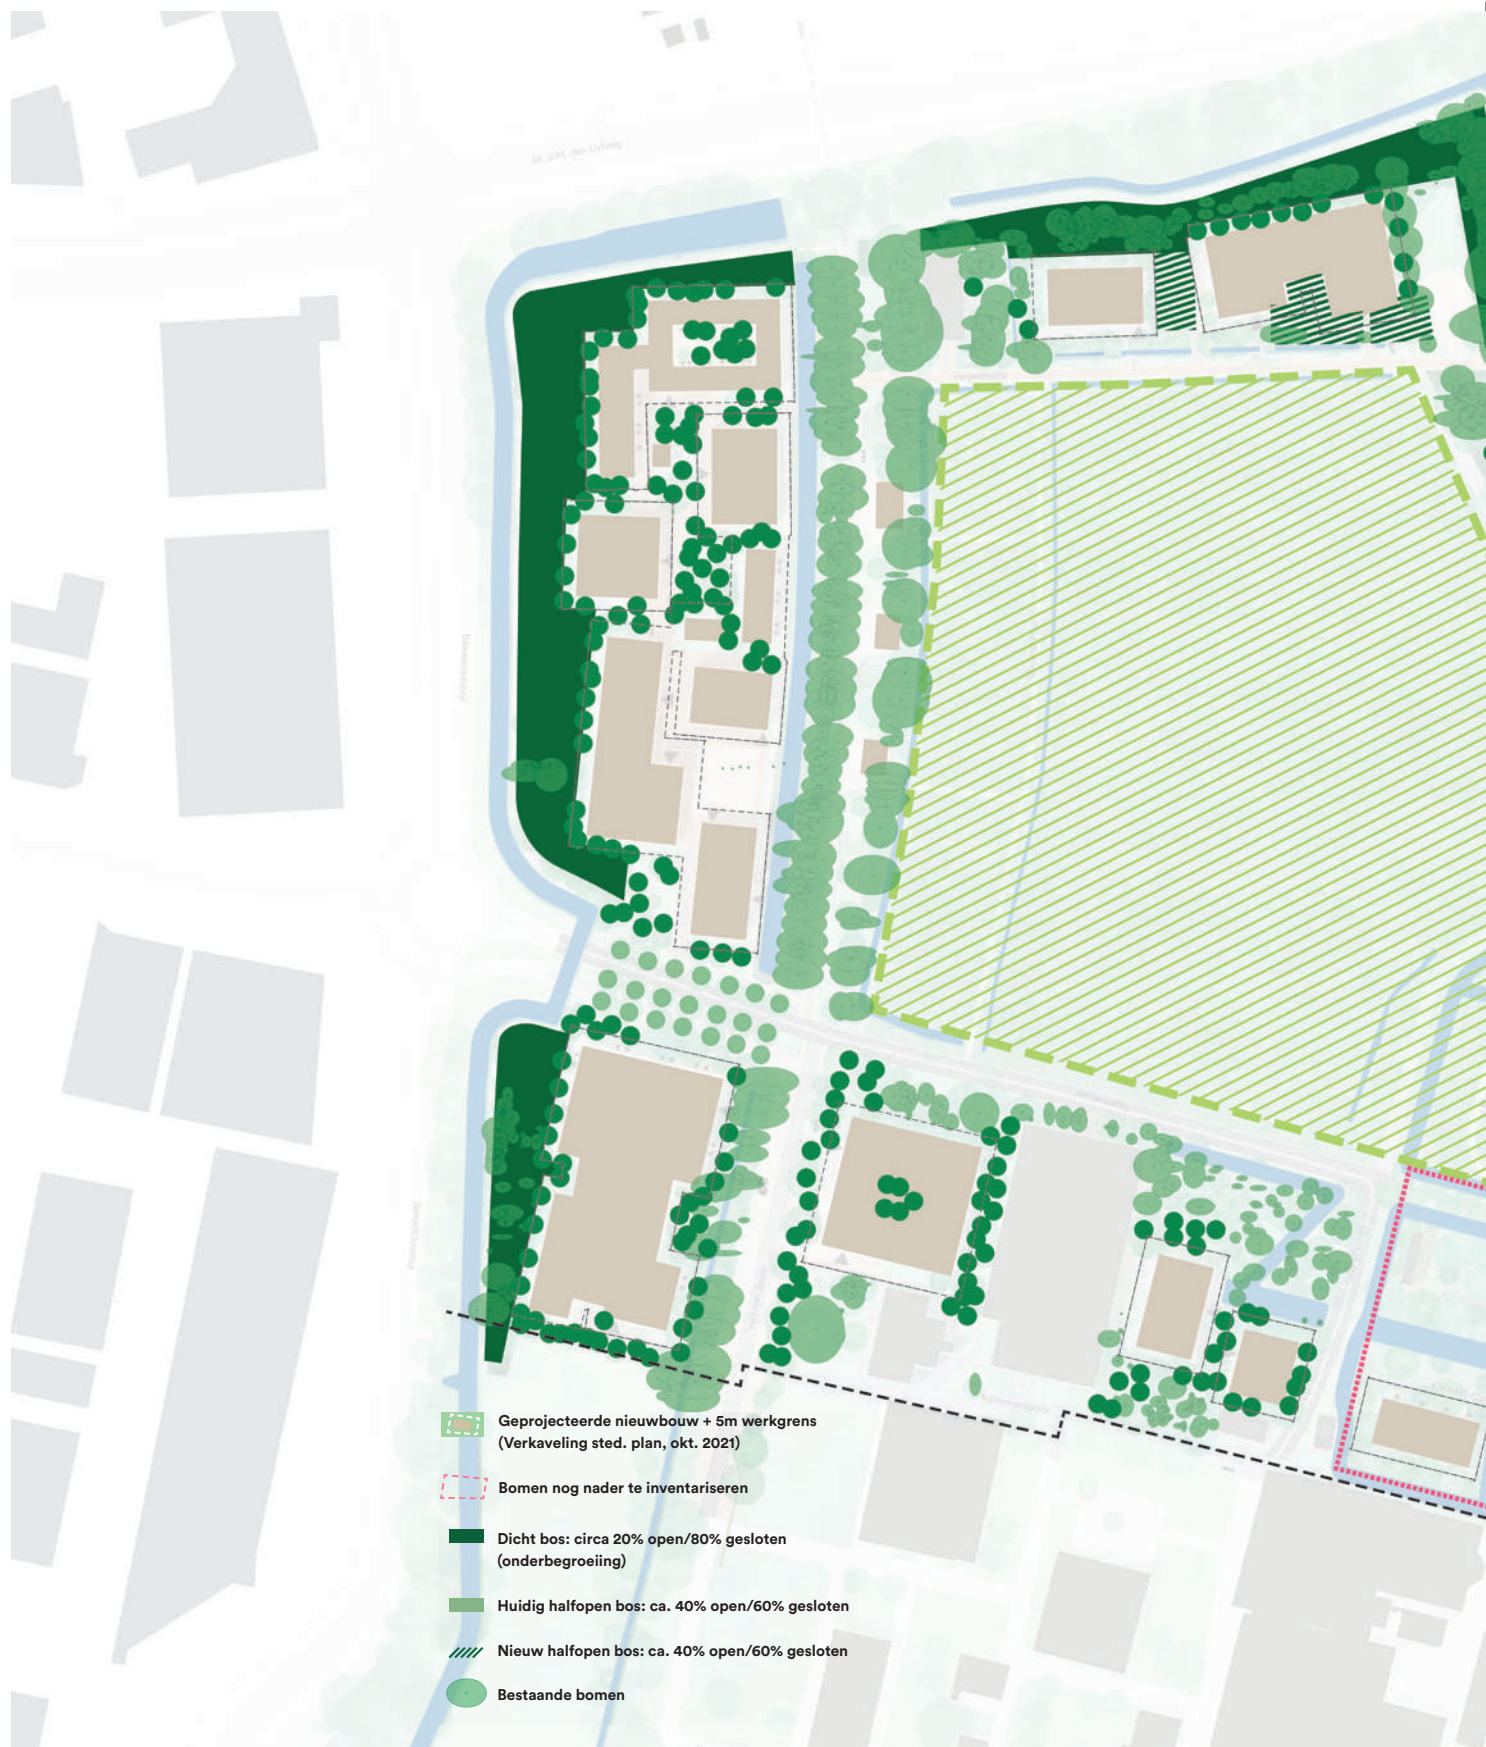 Geprojecteerde nieuwbouw + 5m werkgrens
(Verkaveling sted. plan, okt. 2021)
Bomen nog nader te inventariseren
Dicht bos: circa 20% open/80% gesloten
(onderbegroeiing)
Huidig halfopen bos: ca. 40% open/60% gesloten
Nieuw halfopen bos: ca. 40% open/60% gesloten
Bestaande bomen